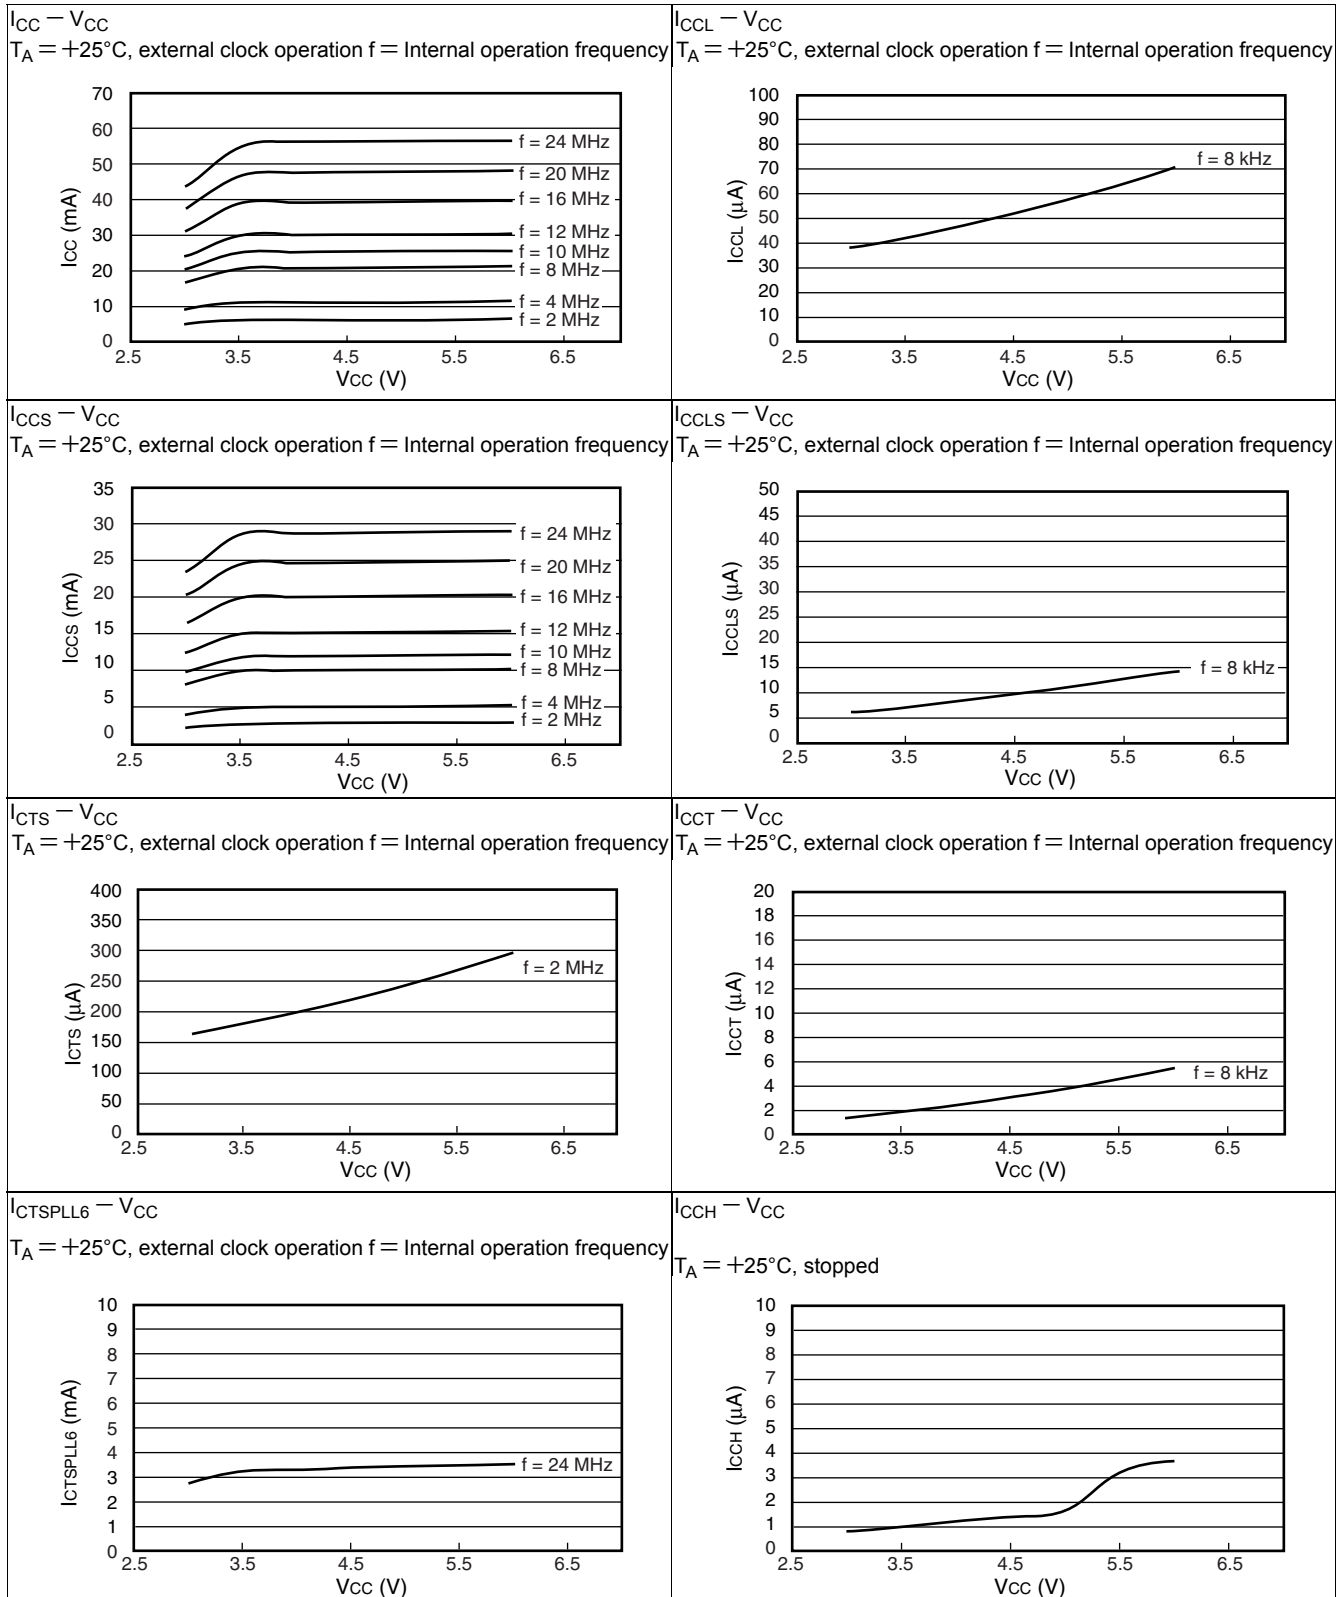 ICC − VCC
TA = +25°C, external clock operation f = Internal operation frequency
70
60
50
40
30
20
10
0
ICC (mA)
f = 24 MHz
f = 20 MHz
f = 16 MHz
f = 12 MHz
f = 10 MHz
f = 8 MHz
f = 4 MHz
f = 2 MHz
2.5 3.5 4.5 5.5 6.5
VCC (V)
ICCL − VCC
TA = +25°C, external clock operation f = Internal operation frequency
100
90
80
70
60
50
40
30
20
10
0
ICCL (μA)
f = 8 kHz
2.5 3.5 4.5 5.5 6.5
VCC (V)
ICCS − VCC
TA = +25°C, external clock operation f = Internal operation frequency
35
30
25
20
15
10
5
0
ICCS (mA)
f = 24 MHz
f = 20 MHz
f = 16 MHz
f = 12 MHz
f = 10 MHz
f = 8 MHz
f = 4 MHz
f = 2 MHz
2.5 3.5 4.5 5.5 6.5
VCC (V)
ICCLS − VCC
TA = +25°C, external clock operation f = Internal operation frequency
50
45
40
35
30
25
20
15
10
5
0
ICCLS (μA)
f = 8 kHz
2.5 3.5 4.5 5.5 6.5
VCC (V)
ICTS − VCC
TA = +25°C, external clock operation f = Internal operation frequency
400
350
300
250
200
150
100
50
0
ICTS (μA)
f = 2 MHz
2.5 3.5 4.5 5.5 6.5
VCC (V)
ICCT − VCC
TA = +25°C, external clock operation f = Internal operation frequency
20
18
16
14
12
10
8
6
4
2
0
ICCT (μA)
f = 8 kHz
2.5 3.5 4.5 5.5 6.5
VCC (V)
ICTSPLL6 − VCC
TA = +25°C, external clock operation f = Internal operation frequency
10
9
8
7
6
5
4
3
2
1
0
ICTSPLL6 (mA)
f = 24 MHz
2.5 3.5 4.5 5.5 6.5
VCC (V)
ICCH − VCC
TA = +25°C, stopped
10
9
8
7
6
5
4
3
2
1
0
ICCH (μA)
2.5 3.5 4.5 5.5 6.5
VCC (V)